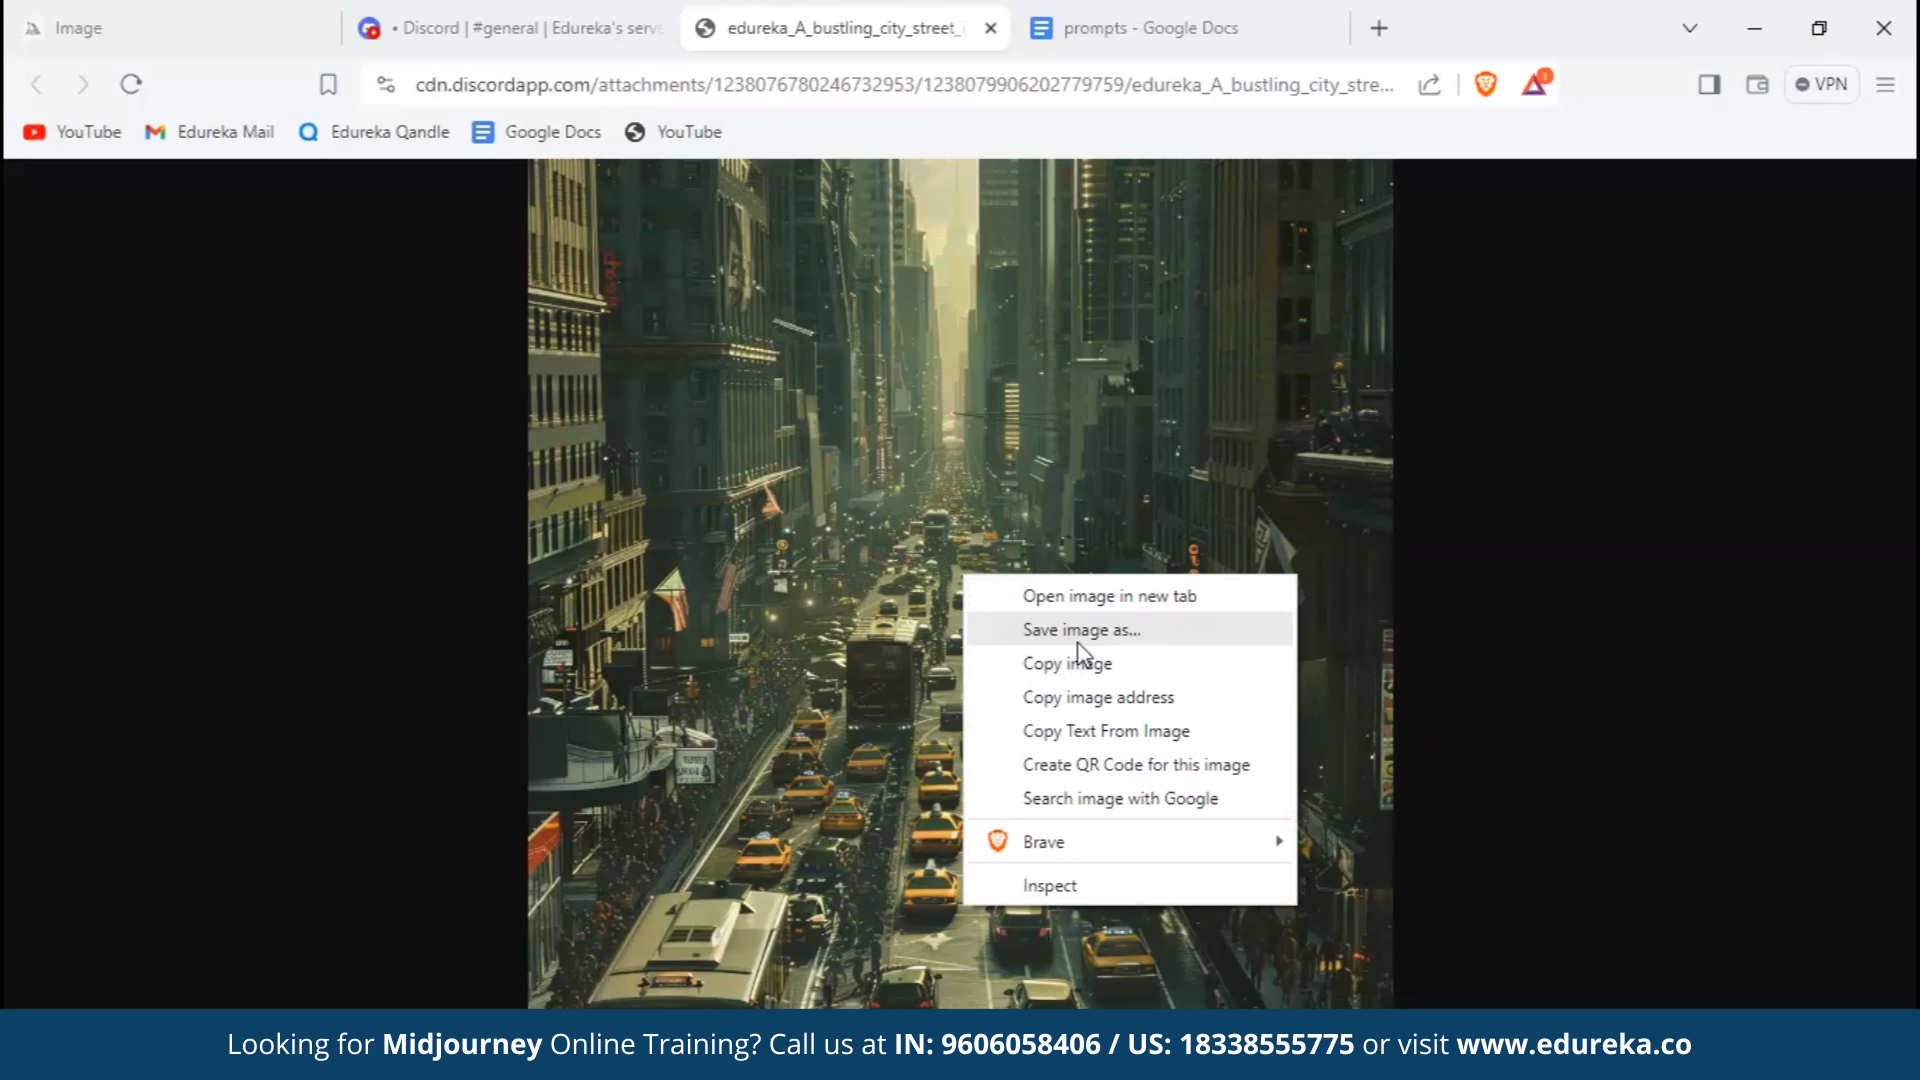 Image
• Discord | #general | Edureka's serve
edureka_A_bustling_city_street_i
prompts - Google Docs
cdn.discordapp.com/attachments/1238076780246732953/1238079906202779759/edureka_A_bustling_city_stre...
1
VPN
YouTube
Edureka Mail
Edureka Qandle
Google Docs
YouTube
Open image in new tab
Save image as...
Copy image
Copy image address
Copy Text From Image
Create QR Code for this image
Search image with Google
Brave
Inspect
Looking for Midjourney Online Training? Call us at IN: 9606058406 / US: 18338555775 or visit www.edureka.co